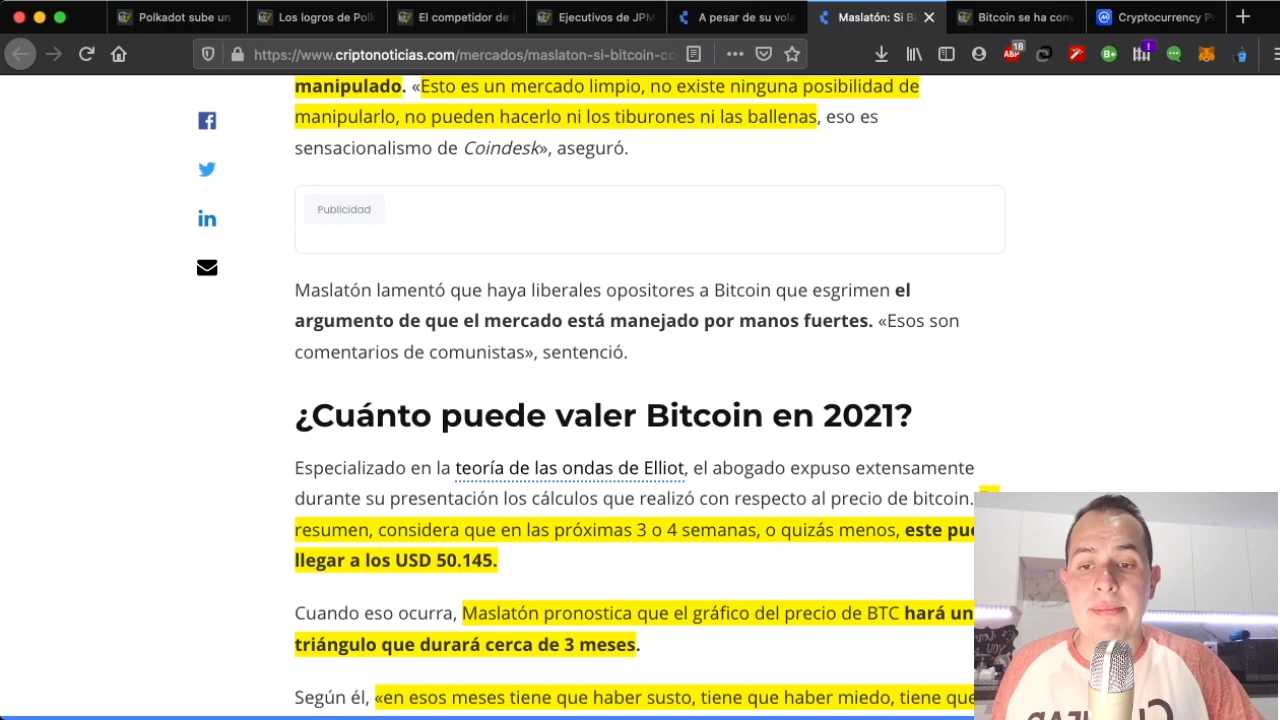 Polkadot sube un
Los logros de Polk
El competidor de
Ejecutivos de JPM
A pesar de su vola
Maslatón: Si Bi
Bitcoin se ha conv
Cryptocurrency Pr
https://www.criptonoticias.com/mercados/maslaton-si-bitcoin-co
ABP 18
manipulado. «Esto es un mercado limpio, no existe ninguna posibilidad de
manipularlo, no pueden hacerlo ni los tiburones ni las ballenas, eso es
sensacionalismo de Coindesk», aseguró.
Publicidad
Maslatón lamentó que haya liberales opositores a Bitcoin que esgrimen el
argumento de que el mercado está manejado por manos fuertes. «Esos son
comentarios de comunistas», sentenció.
¿Cuánto puede valer Bitcoin en 2021?
Especializado en la teoría de las ondas de Elliot, el abogado expuso extensamente
durante su presentación los cálculos que realizó con respecto al precio de bitcoin.
resumen, considera que en las próximas 3 o 4 semanas, o quizás menos, este pue
llegar a los USD 50.145.
Cuando eso ocurra, Maslatón pronostica que el gráfico del precio de BTC hará un
triángulo que durará cerca de 3 meses.
Según él, «en esos meses tiene que haber susto, tiene que haber miedo, tiene que